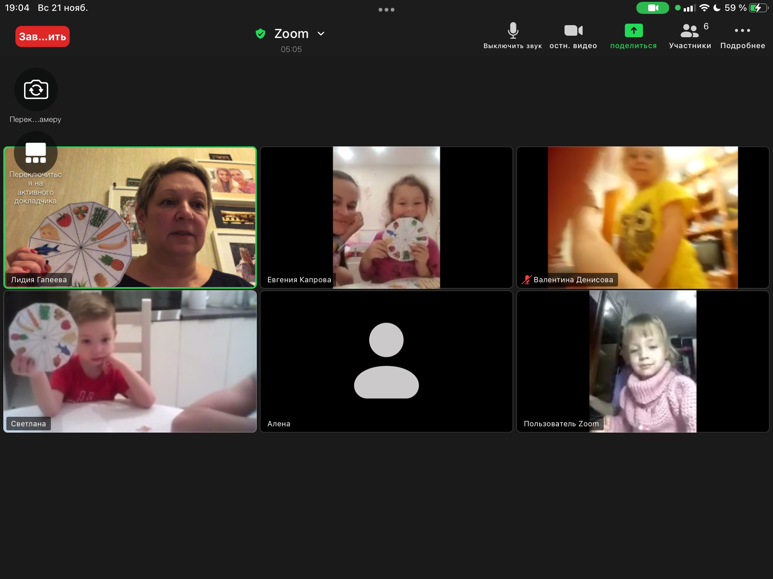 19:04 Вс 21 нояб.
59 %
Зав...ить
Zoom
05:05
Выключить звук
остн. видео
поделиться
6
Участники
Подробнее
Перек...амеру
Переключитьс
я на
активного
докладчика
Лидия Гапеева
Евгения Капрова
Валентина Денисова
Светлана
Алена
Пользователь Zoom